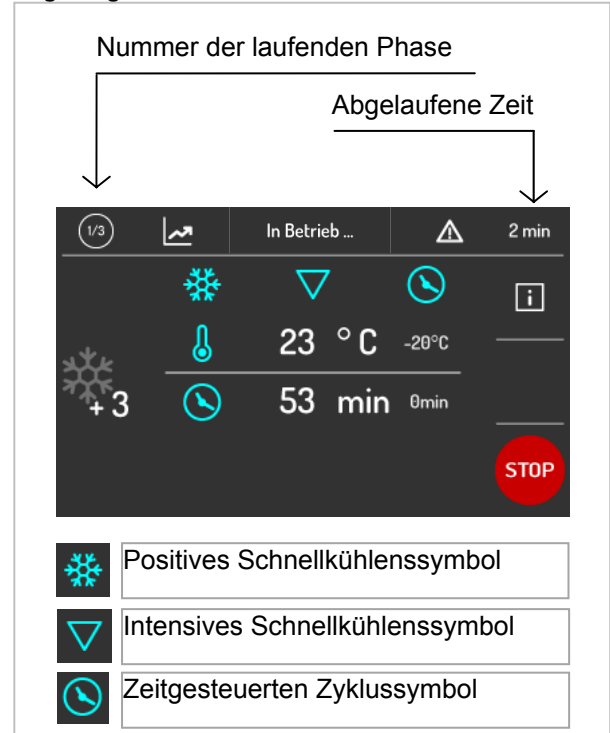 Nummer der laufenden Phase
Abgelaufene Zeit
1/3 In Betrieb ... 2 min
i
23 °C -20°C
+3
53 min 0min
STOP
Positives Schnellkühlenssymbol
Intensives Schnellkühlenssymbol
Zeitgesteuerten Zyklussymbol